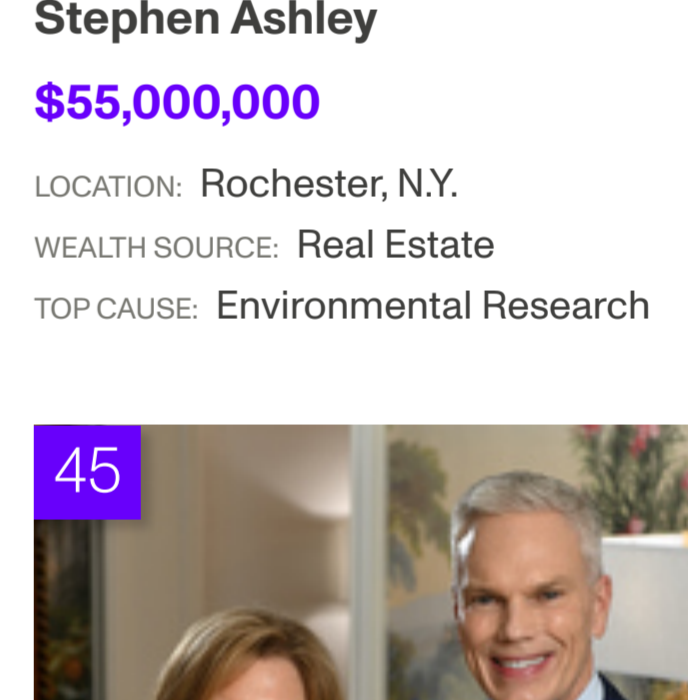 Stephen Ashley
$55,000,000
LOCATION: Rochester, N.Y.
WEALTH SOURCE: Real Estate
TOP CAUSE: Environmental Research
45